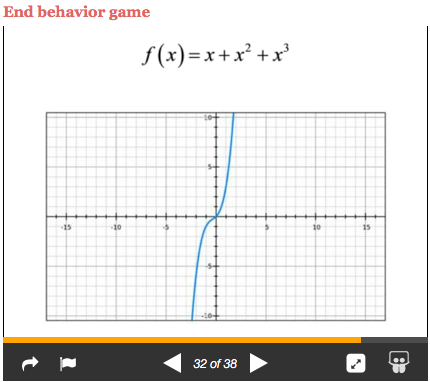 End behavior game
f(x)=x+x²+x³
10
5
-15 -10 -5 5 10 15
-5
-10
32 of 38